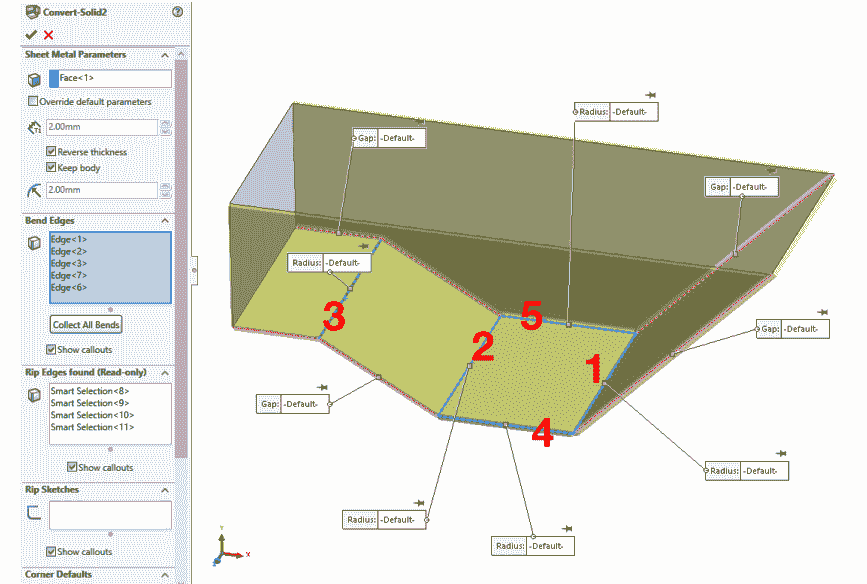 Convert-Solid2
Sheet Metal Parameters
Face<1>
Override default parameters
T1
2.00mm
Reverse thickness
Keep body
2.00mm
Bend Edges
Edge<1>
Edge<2>
Edge<3>
Edge<7>
Edge<6>
Collect All Bends
Show callouts
Rip Edges found (Read-only)
Smart Selection<8>
Smart Selection<9>
Smart Selection<10>
Smart Selection<11>
Show callouts
Rip Sketches
Show callouts
Corner Defaults
Radius: -Default-
Gap: -Default-
Gap: -Default-
Radius: -Default-
3
5
2
1
Gap: -Default-
Gap: -Default-
4
Radius: -Default-
Radius: -Default-
Radius: -Default-
Y
X
Z